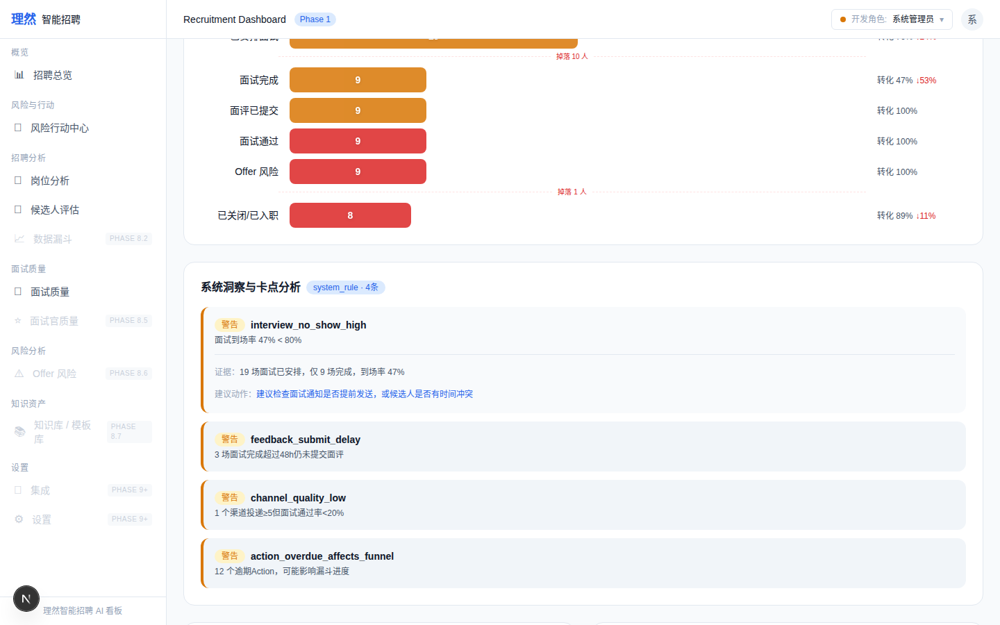 理然 智能招聘
Recruitment Dashboard Phase 1
开发角色: 系统管理员 ▾
系
概览
招聘总览
风险与行动
风险行动中心
招聘分析
岗位分析
候选人评估
数据漏斗 PHASE 8.2
面试质量
面试质量
面试官质量 PHASE 8.5
风险分析
Offer 风险 PHASE 8.6
知识资产
知识库 / 模板
库
PHASE
8.7
设置
集成 PHASE 9+
设置 PHASE 9+
理然智能招聘 AI 看板
掉落 10 人
面试完成 9 转化 47% ↓53%
面评已提交 9 转化 100%
面试通过 9 转化 100%
Offer 风险 9 转化 100%
掉落 1 人
已关闭/已入职 8 转化 89% ↓11%
系统洞察与卡点分析 system_rule · 4条
警告 interview_no_show_high
面试到场率 47% < 80%
证据：19 场面试已安排，仅 9 场完成，到场率 47%
建议动作：建议检查面试通知是否提前发送，或候选人是否有时间冲突
警告 feedback_submit_delay
3 场面试完成超过48h仍未提交面评
警告 channel_quality_low
1 个渠道投递≥5但面试通过率<20%
警告 action_overdue_affects_funnel
12 个逾期Action，可能影响漏斗进度